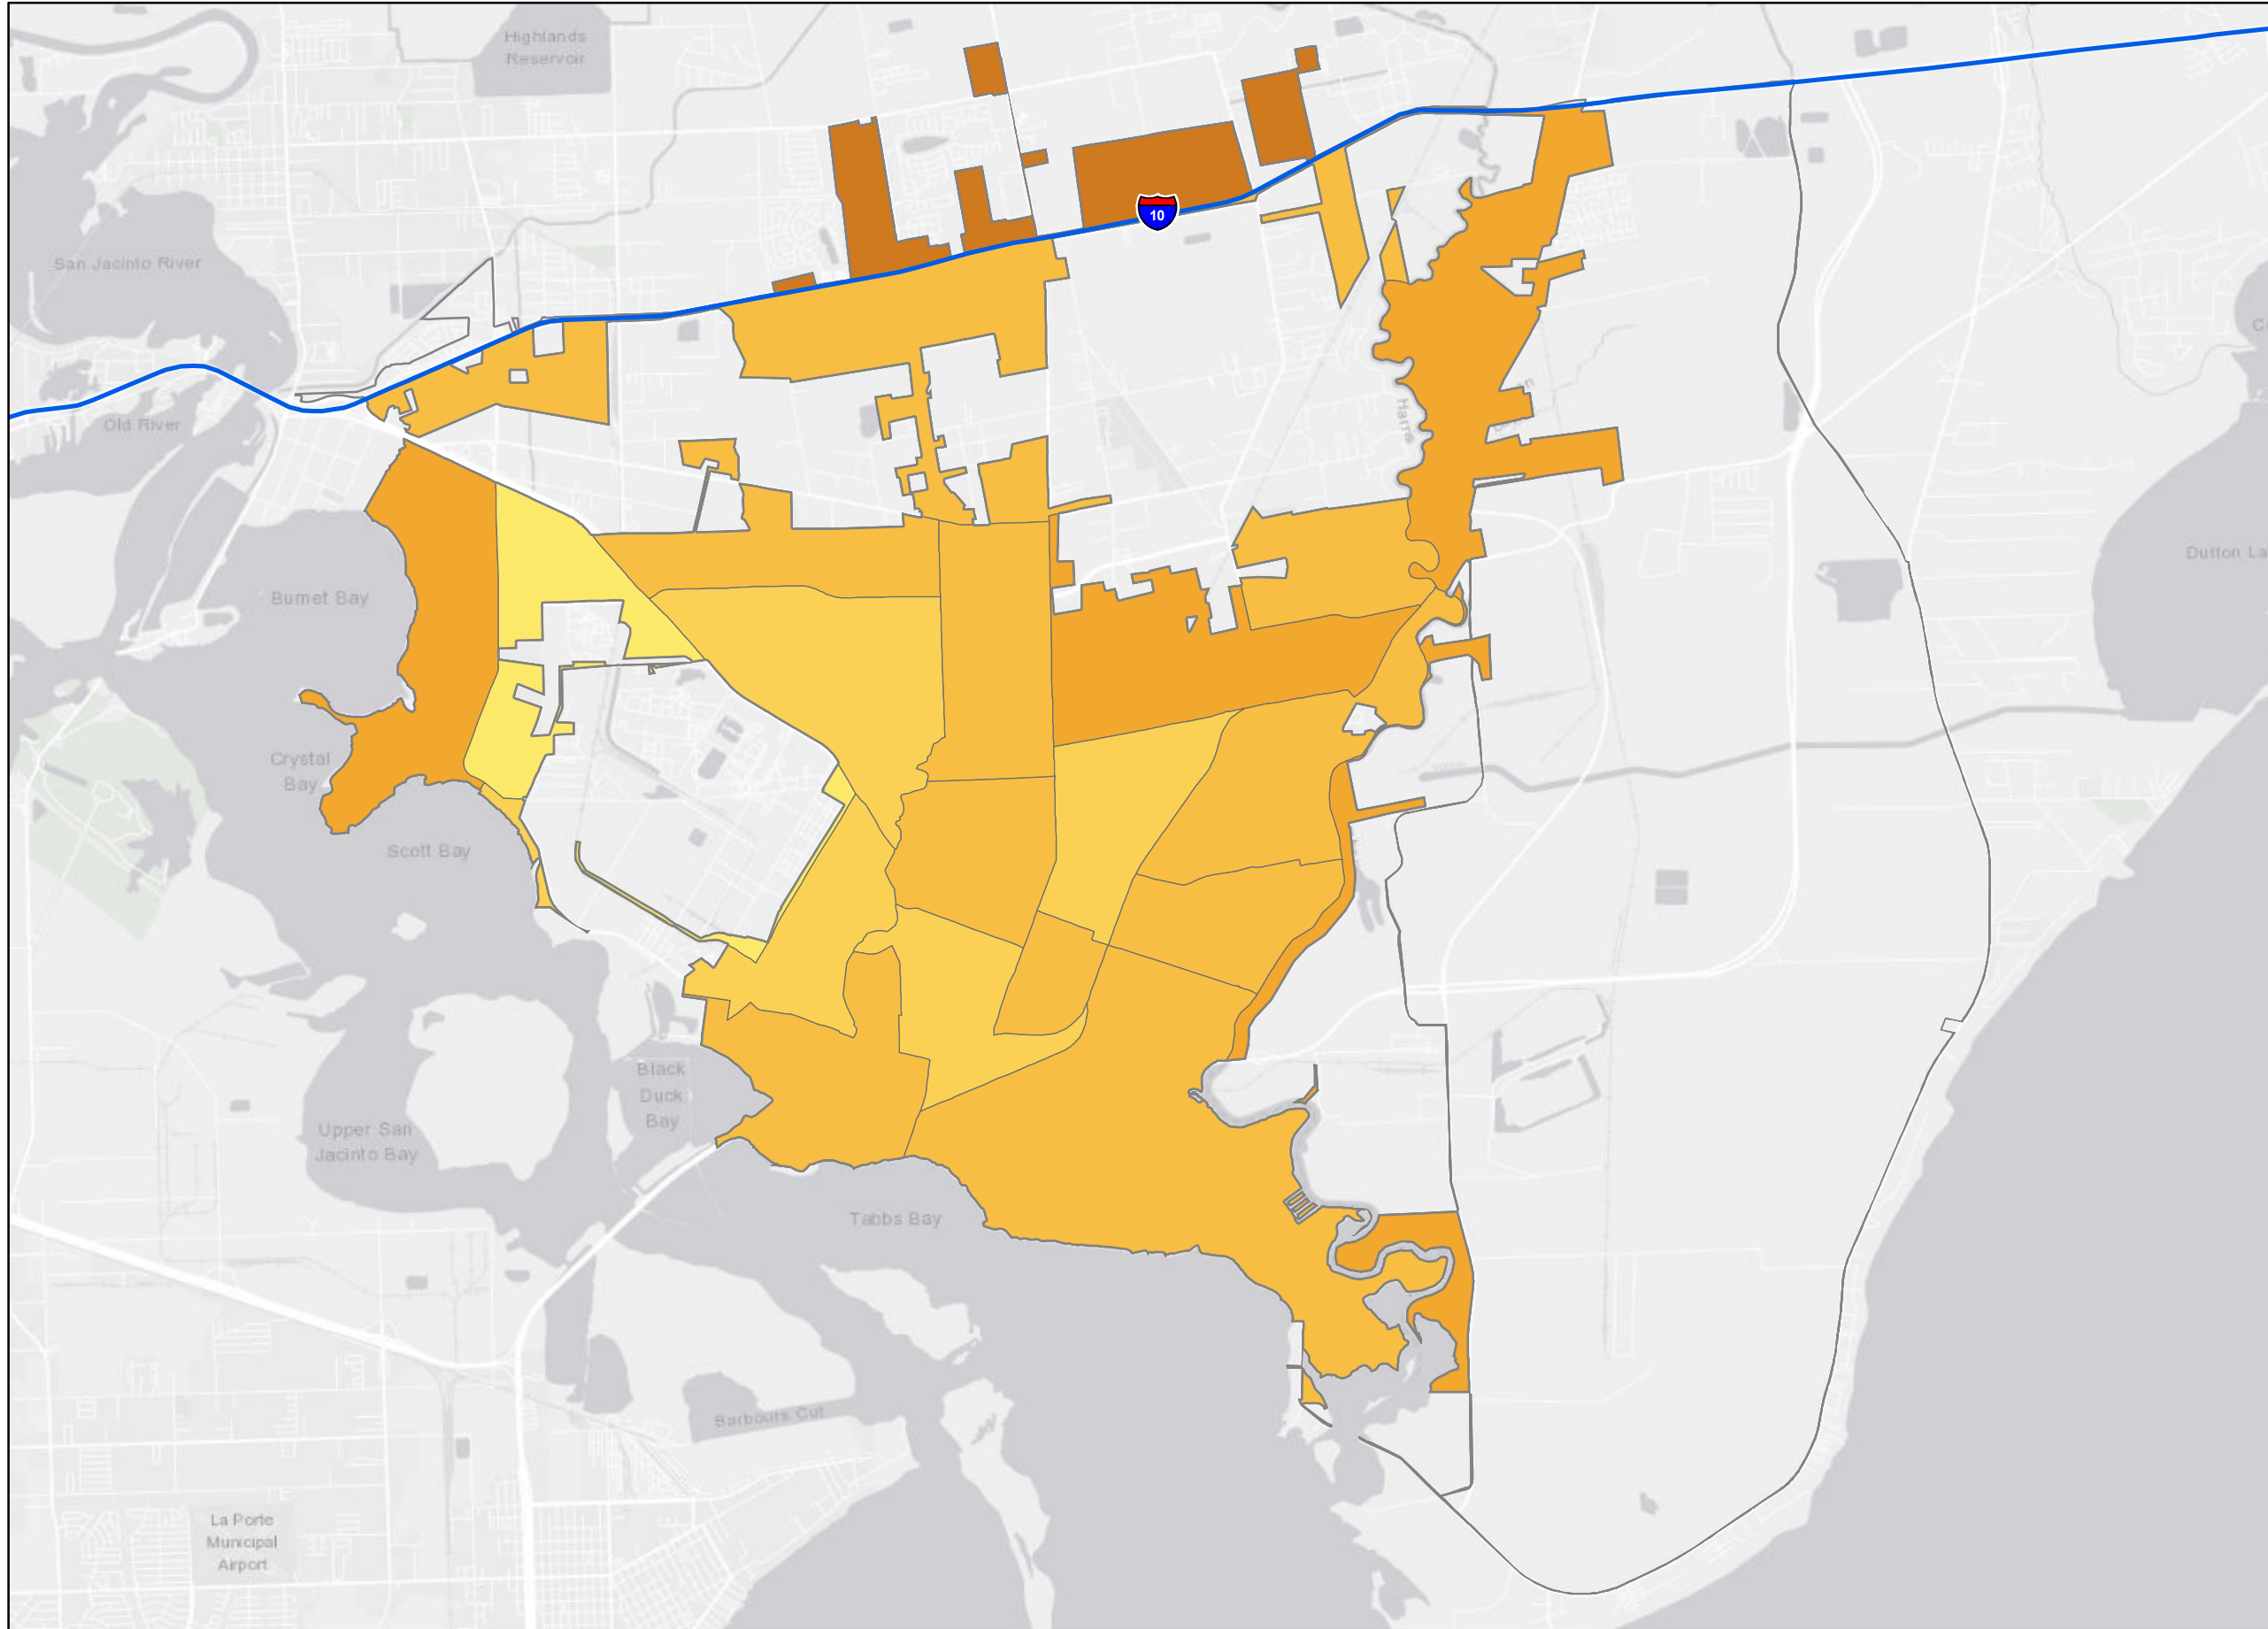 Highlands
Reservoir
San Jacinto River
10
Old River
Harris
Dutton La
Burnet Bay
Crystal
Bay
Scott Bay
Black
Duck
Bay
Upper San
Jacinto Bay
Tabbs Bay
Barbours Cut
La Porte
Municipal
Airport